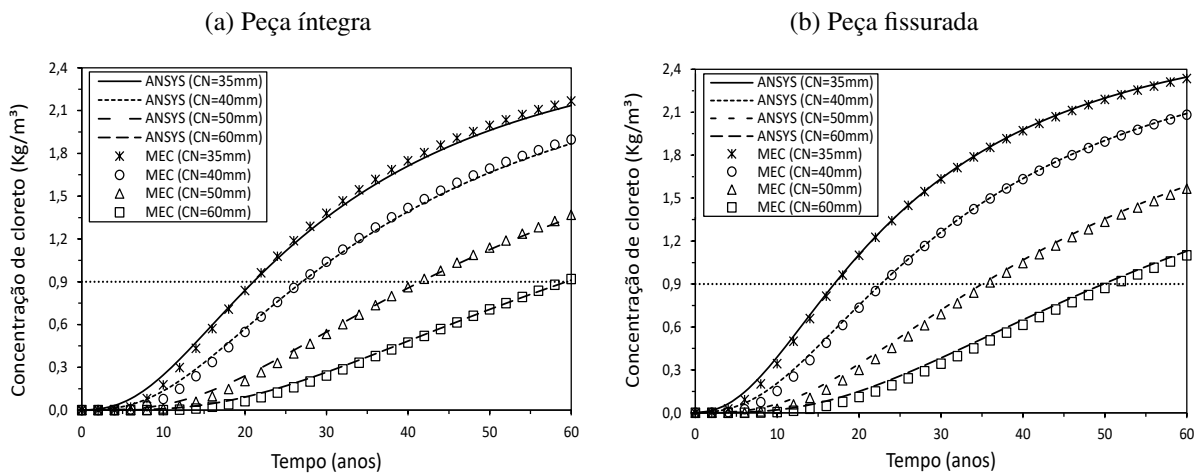 (a) Peça íntegra
2,4
2,1
1,8
1,5
1,2
0,9
0,6
0,3
0,0
Concentração de cloreto (Kg/m³)
ANSYS (CN=35mm)
ANSYS (CN=40mm)
ANSYS (CN=50mm)
ANSYS (CN=60mm)
MEC (CN=35mm)
MEC (CN=40mm)
MEC (CN=50mm)
MEC (CN=60mm)
0 10 20 30 40 50 60
Tempo (anos)
(b) Peça fissurada
2,4
2,1
1,8
1,5
1,2
0,9
0,6
0,3
0,0
Concentração de cloreto (Kg/m³)
ANSYS (CN=35mm)
ANSYS (CN=40mm)
ANSYS (CN=50mm)
ANSYS (CN=60mm)
MEC (CN=35mm)
MEC (CN=40mm)
MEC (CN=50mm)
MEC (CN=60mm)
0 10 20 30 40 50 60
Tempo (anos)